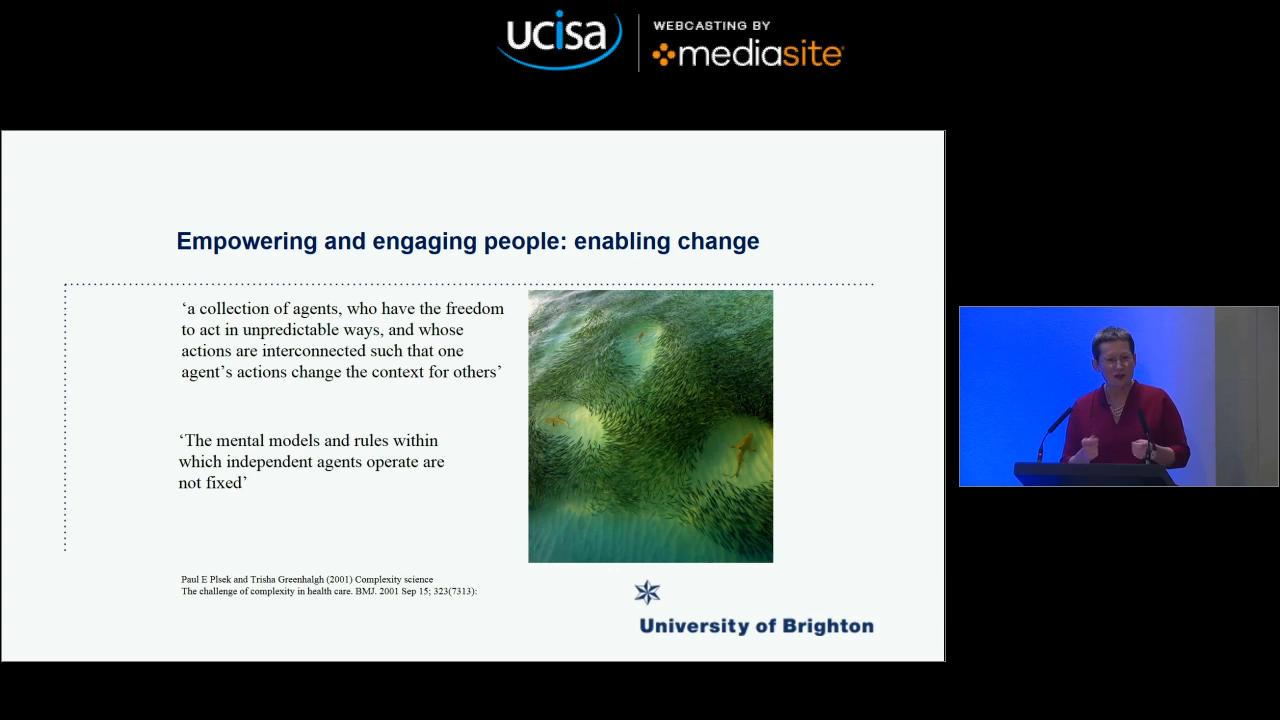 ucisa
WEBCASTING BY
mediasite
Empowering and engaging people: enabling change
‘a collection of agents, who have the freedom
to act in unpredictable ways, and whose
actions are interconnected such that one
agent’s actions change the context for others’
‘The mental models and rules within
which independent agents operate are
not fixed’
Paul E Plsek and Trisha Greenhalgh (2001) Complexity science
The challenge of complexity in health care. BMJ. 2001 Sep 15; 323(7313):
University of Brighton